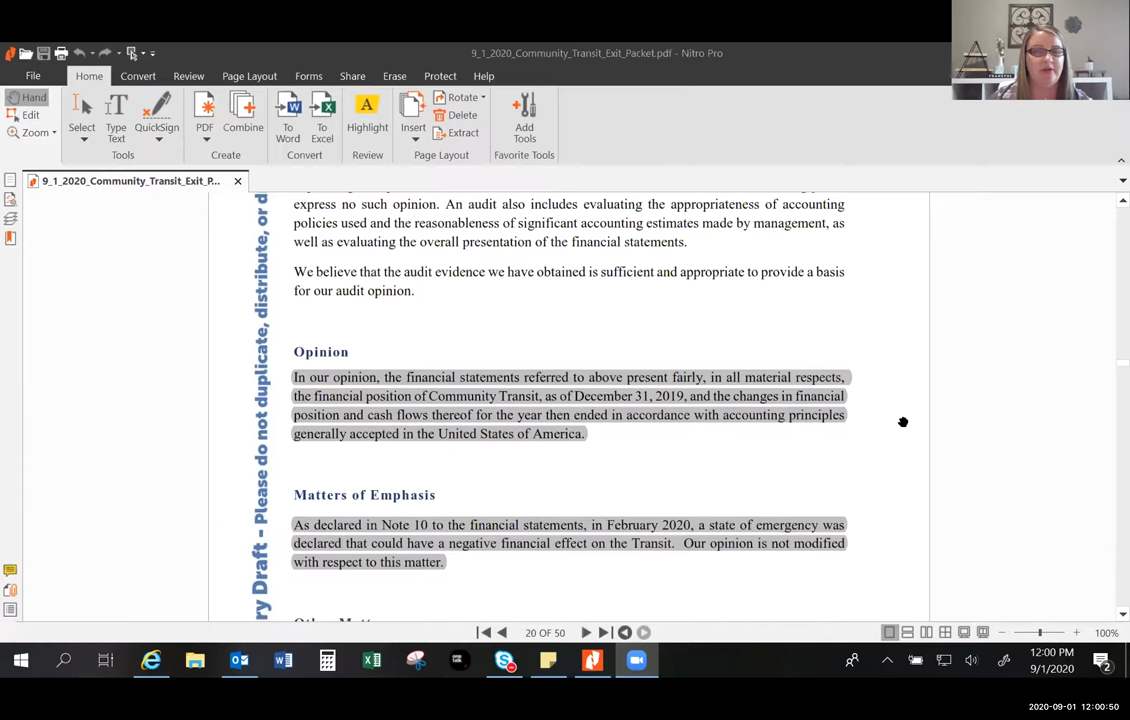 9_1_2020_Community_Transit_Exit_Packet.pdf - Nitro Pro
File Home Convert Review Page Layout Forms Share Erase Protect Help
Hand
Edit
Zoom
Select
Type Text
QuickSign
Tools
PDF
Combine
Create
To Word
To Excel
Convert
Highlight
Review
Insert
Rotate
Delete
Extract
Page Layout
Add Tools
Favorite Tools
9_1_2020_Community_Transit_Exit_P...
ry Draft - Please do not duplicate, distribute, or d
express no such opinion. An audit also includes evaluating the appropriateness of accounting
policies used and the reasonableness of significant accounting estimates made by management, as
well as evaluating the overall presentation of the financial statements.
We believe that the audit evidence we have obtained is sufficient and appropriate to provide a basis
for our audit opinion.
Opinion
In our opinion, the financial statements referred to above present fairly, in all material respects,
the financial position of Community Transit, as of December 31, 2019, and the changes in financial
position and cash flows thereof for the year then ended in accordance with accounting principles
generally accepted in the United States of America.
Matters of Emphasis
As declared in Note 10 to the financial statements, in February 2020, a state of emergency was
declared that could have a negative financial effect on the Transit. Our opinion is not modified
with respect to this matter.
20 OF 50
100%
12:00 PM
9/1/2020
2
2020-09-01 12:00:50